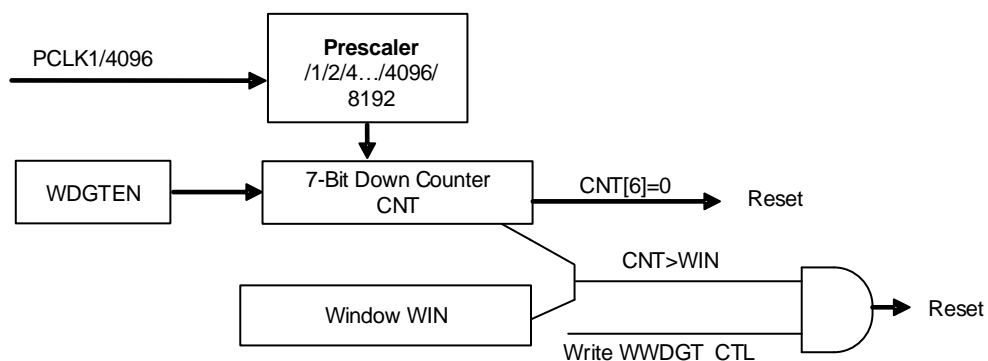 Prescaler
PCLK1/4096
/1/2/4…/4096/
8192
7-Bit Down Counter
WDGTEN
CNT[6]=0
CNT
Reset
CNT>WIN
Window WIN
Reset
Write WWDGT_CTL